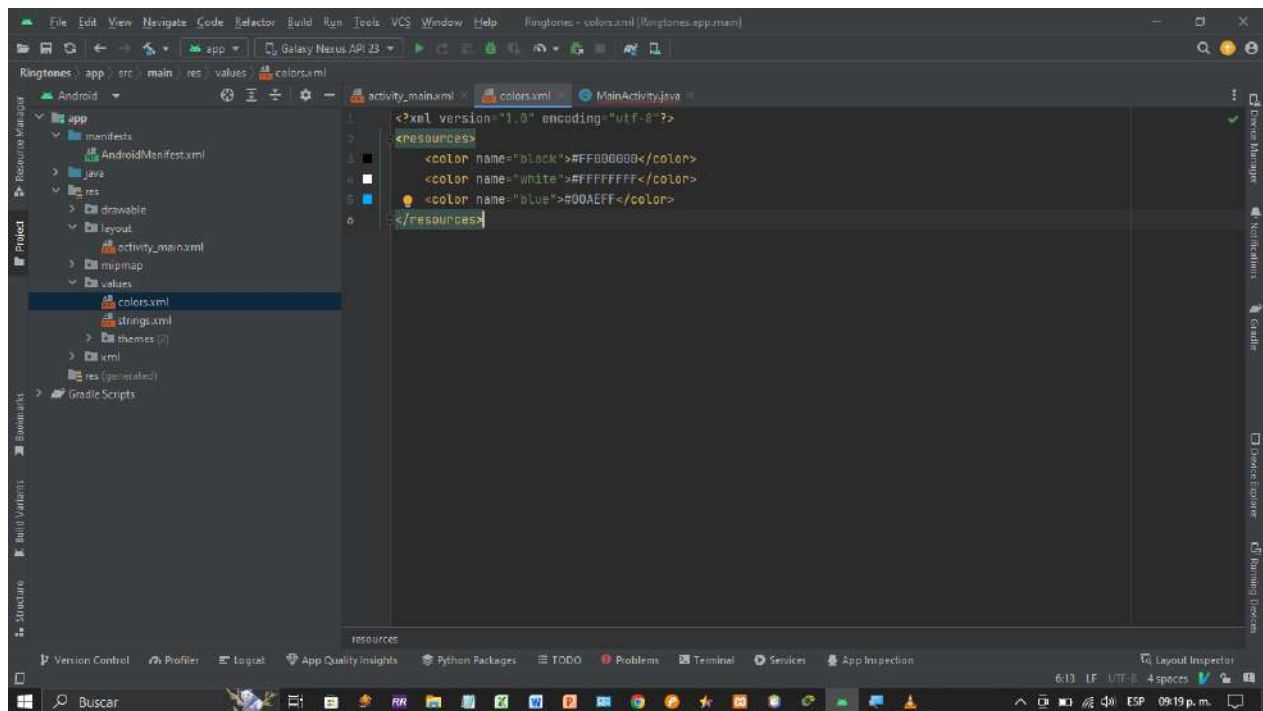 File Edit View Navigate Code Refactor Build Run Tools VCS Window Help Ringtones - colors.xml [Ringtones.app.main]
app Galaxy Nexus API 23
Ringtones app src main res values colors.xml
Android activity_main.xml colors.xml MainActivity.java
app
manifests
AndroidManifest.xml
java
res
drawable
layout
activity_main.xml
mipmap
values
colors.xml
strings.xml
themes (2)
xml
res (generated)
Gradle Scripts
1 <?xml version="1.0" encoding="utf-8"?>
2 <resources>
3 <color name="black">#FF000000</color>
4 <color name="white">#FFFFFFFF</color>
5 <color name="blue">#00AEFF</color>
6 </resources>
resources
Resource Manager
Project
Bookmarks
Build Variants
Structure
Device Manager
Notifications
Gradle
Device Explorer
Running Devices
Version Control Profiler Logcat App Quality Insights Python Packages TODO Problems Terminal Services App Inspection Layout Inspector
6:13 LF UTF-8 4 spaces
Buscar RR ESP 09:19 p. m.